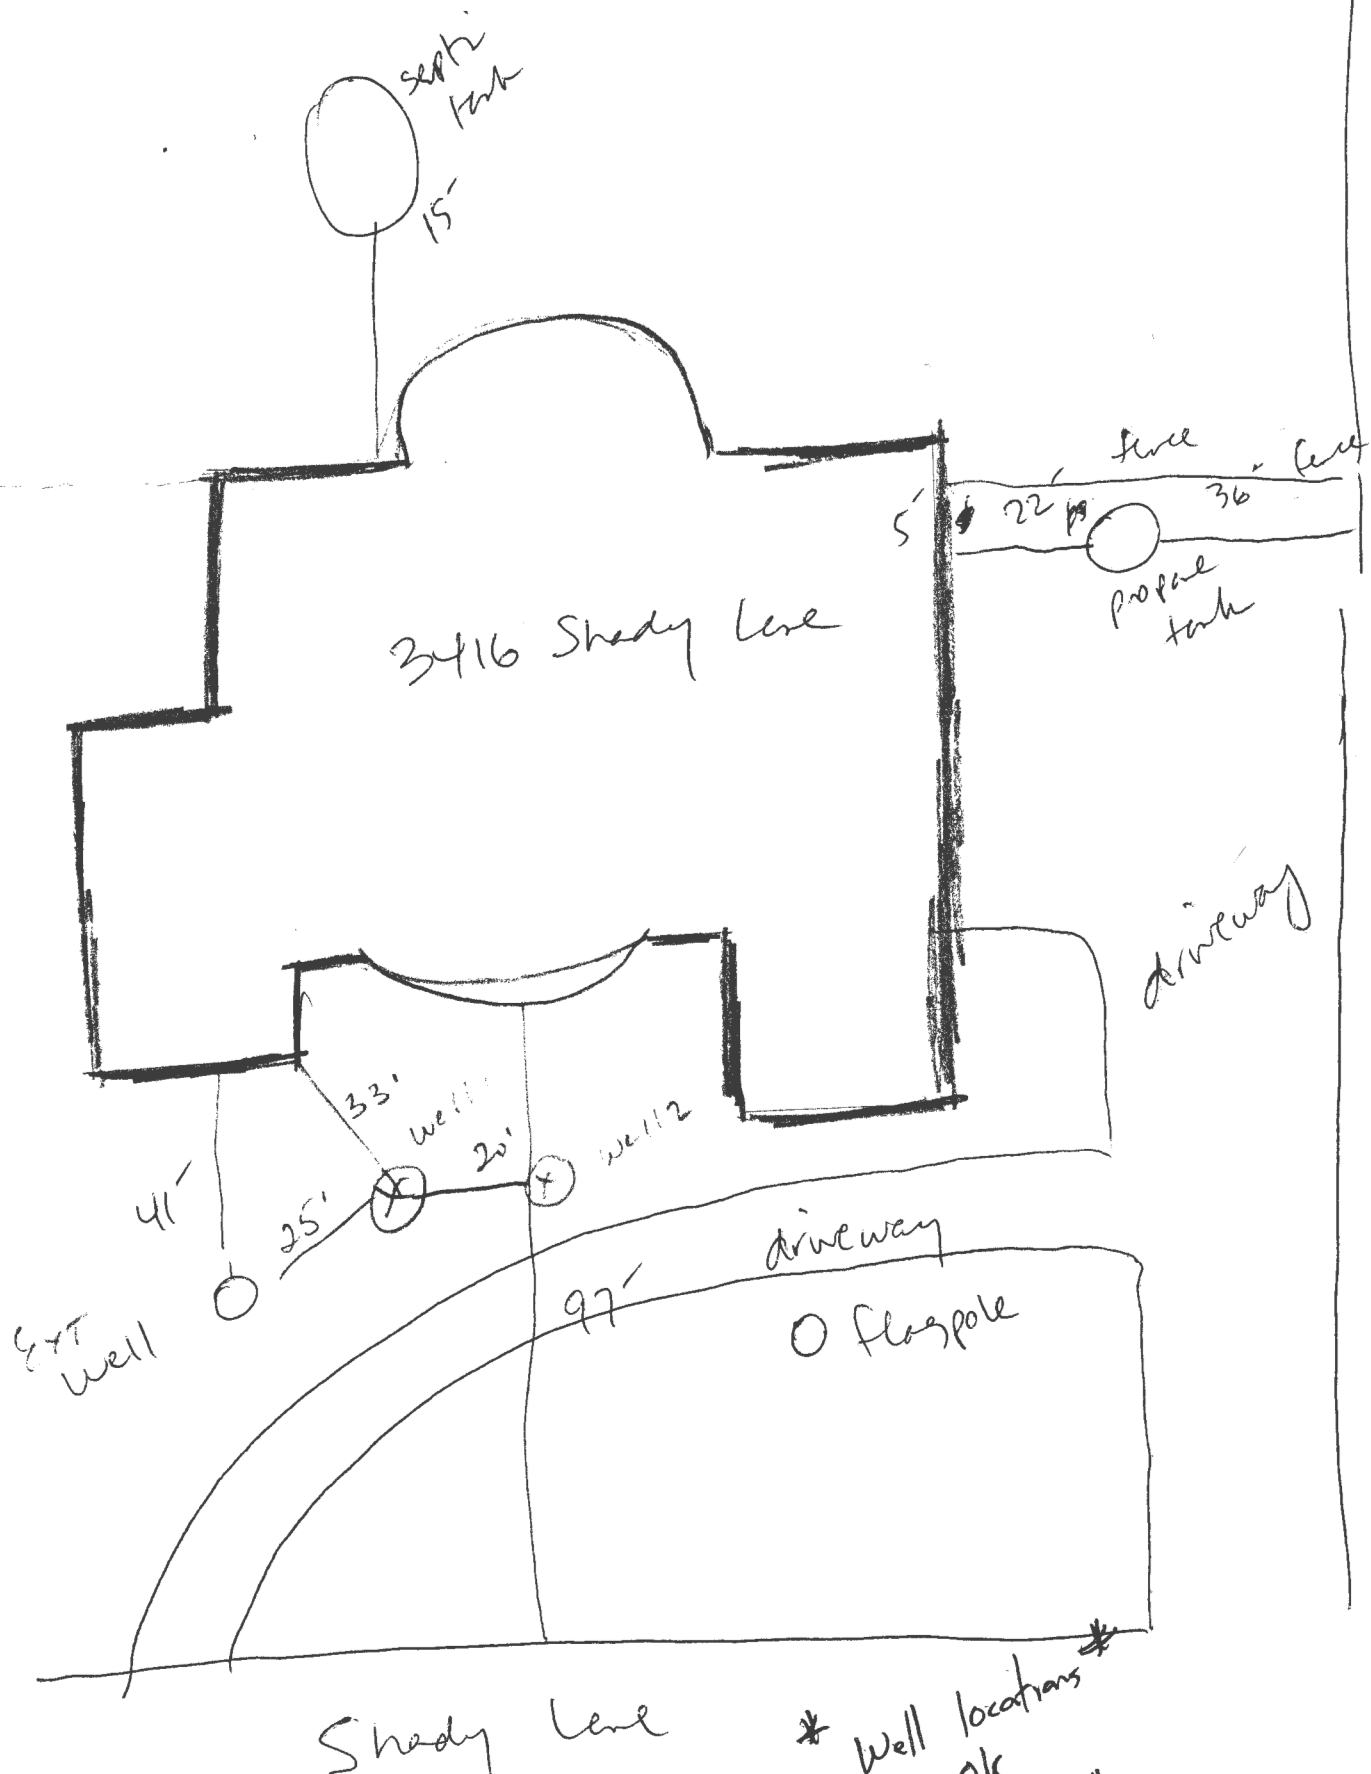 septic
tank
15'
fence
fence
5'
22'
36'
propane
tank
3416 Shady Lane
driveway
33'
well
20'
well 2
41'
25'
Ext
well
driveway
97'
flagpole
Shady Lane
* Well locations *
ok